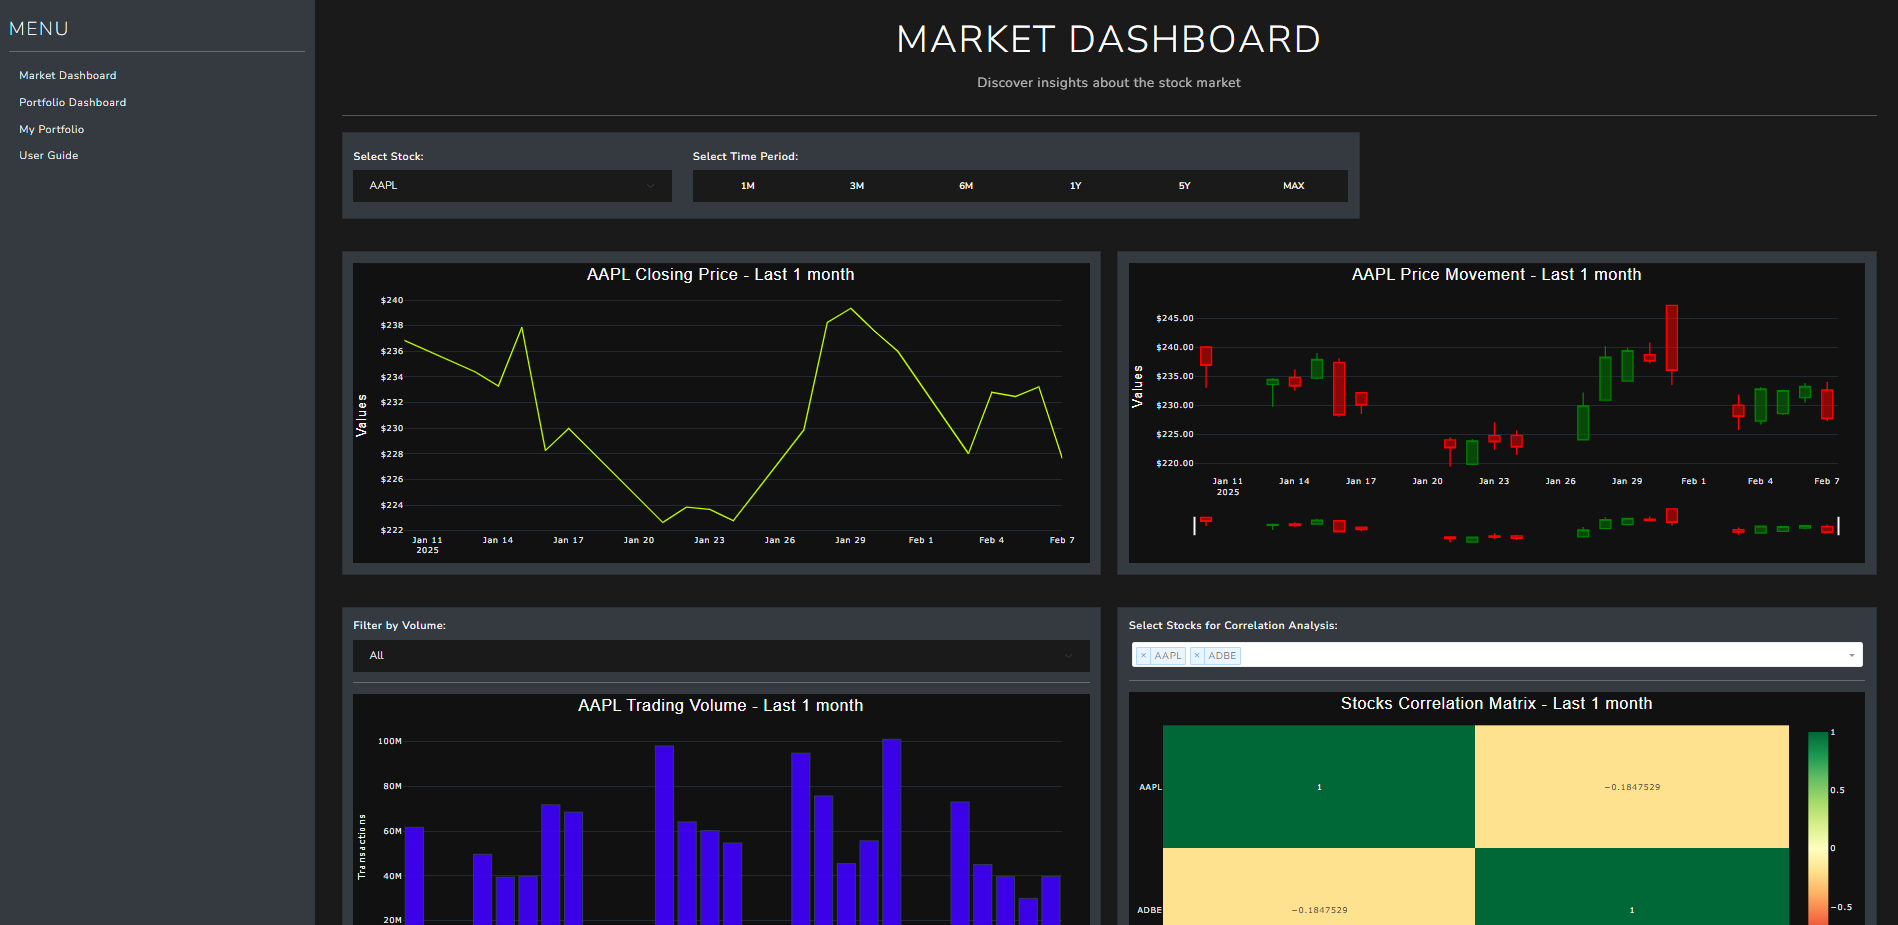 MENU
Market Dashboard
Portfolio Dashboard
My Portfolio
User Guide
MARKET DASHBOARD
Discover insights about the stock market
Select Stock:
AAPL
Select Time Period:
1M 3M 6M 1Y 5Y MAX
AAPL Closing Price - Last 1 month
Values
$240
$238
$236
$234
$232
$230
$228
$226
$224
$222
Jan 11 Jan 14 Jan 17 Jan 20 Jan 23 Jan 26 Jan 29 Feb 1 Feb 4 Feb 7
2025
AAPL Price Movement - Last 1 month
Values
$245.00
$240.00
$235.00
$230.00
$225.00
$220.00
Jan 11 Jan 14 Jan 17 Jan 20 Jan 23 Jan 26 Jan 29 Feb 1 Feb 4 Feb 7
2025
Filter by Volume:
All
AAPL Trading Volume - Last 1 month
Transactions
100M
80M
60M
40M
20M
Select Stocks for Correlation Analysis:
× AAPL × ADBE
Stocks Correlation Matrix - Last 1 month
AAPL 1 −0.1847529
ADBE −0.1847529 1
1
0.5
0
−0.5